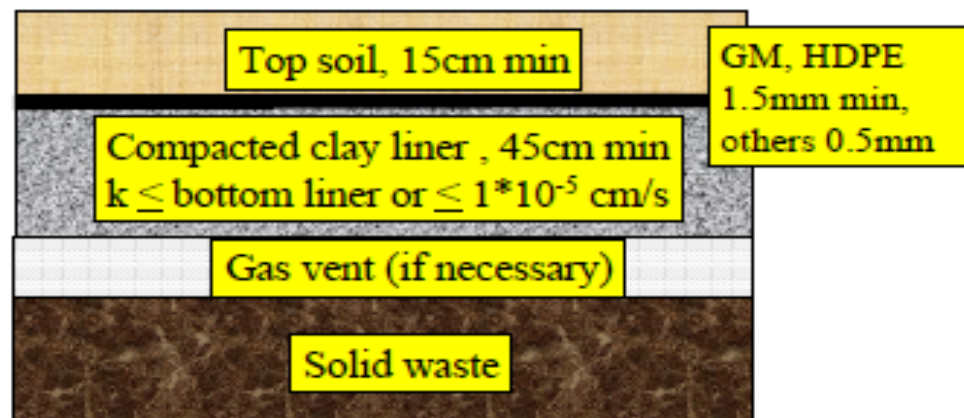 Top soil, 15cm min
GM, HDPE
1.5mm min,
others 0.5mm
Compacted clay liner , 45cm min
k ≤ bottom liner or ≤ 1*10⁻⁵ cm/s
Gas vent (if necessary)
Solid waste